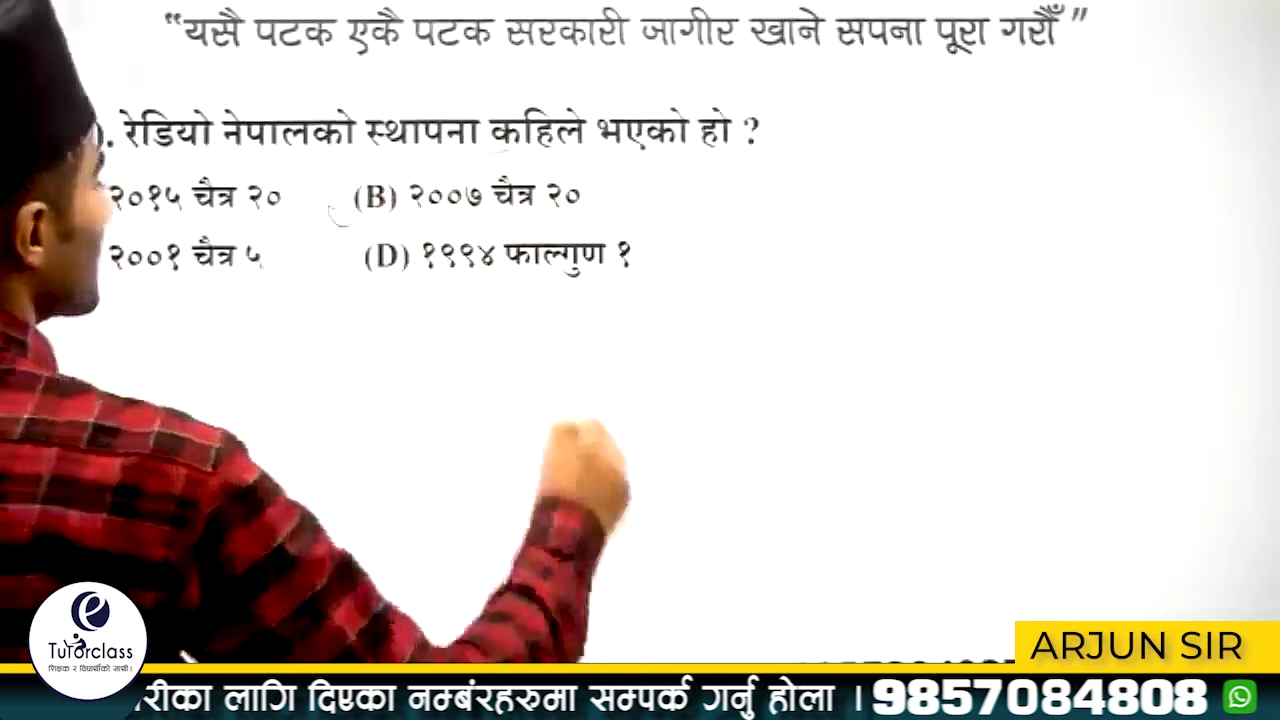 “यसै पटक एकै पटक सरकारी जागीर खाने सपना पूरा गरौँ”
). रेडियो नेपालको स्थापना कहिले भएको हो ?
२०१५ चैत्र २० (B) २००७ चैत्र २०
२००१ चैत्र ५ (D) १९९४ फाल्गुण १
ARJUN SIR
e
Tutorclass
शिक्षक र विद्यार्थीको साथी।
रीका लागि दिएका नम्बंरहरुमा सम्पर्क गर्नु होला । 9857084808